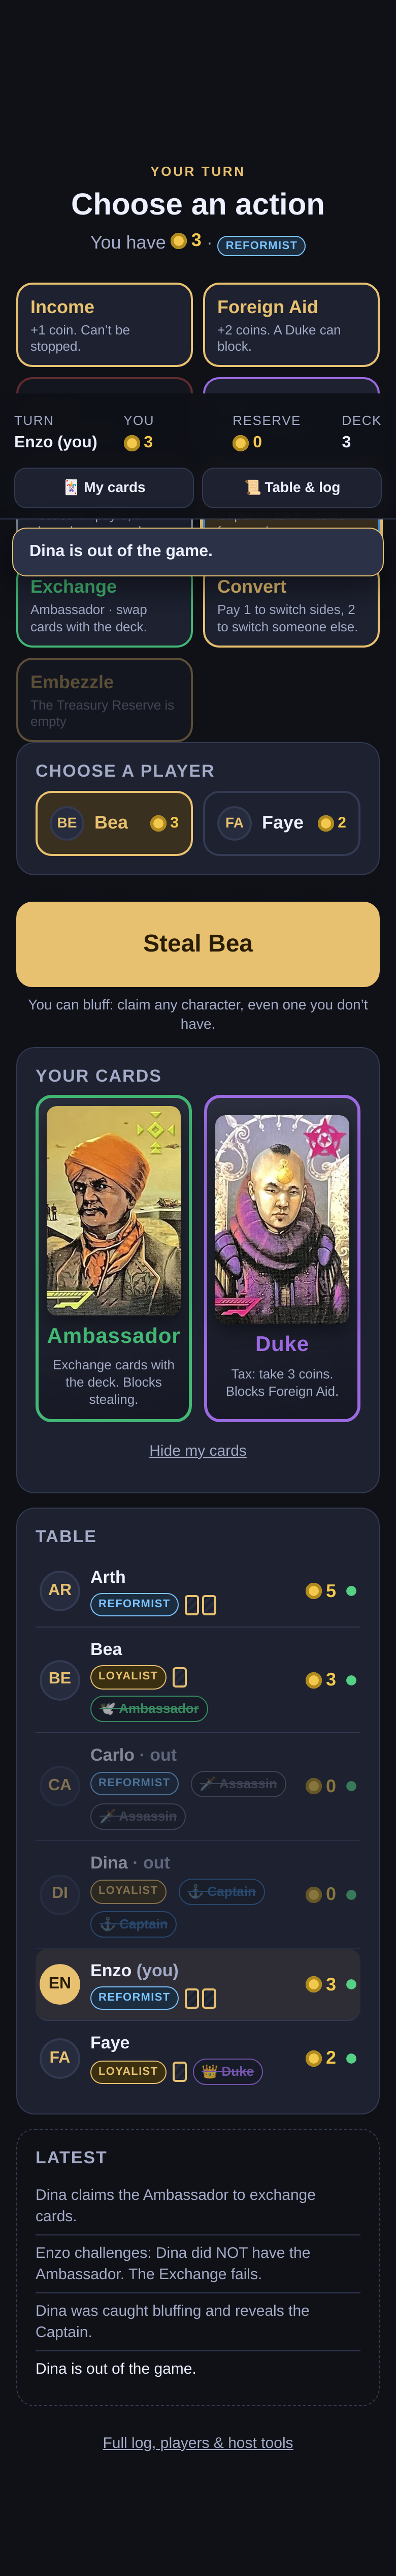 YOUR TURN
Choose an action
You have 3 · REFORMIST
Income
+1 coin. Can’t be
stopped.
Foreign Aid
+2 coins. A Duke can
block.
TURN
YOU
RESERVE
DECK
Enzo (you)
3
0
3
🃏 My cards
📜 Table & log
Dina is out of the game.
Exchange
Ambassador · swap
cards with the deck.
Convert
Pay 1 to switch sides, 2
to switch someone else.
Embezzle
The Treasury Reserve is
empty
CHOOSE A PLAYER
BE Bea 3
FA Faye 2
Steal Bea
You can bluff: claim any character, even one you don’t
have.
YOUR CARDS
Ambassador
Exchange cards with
the deck. Blocks
stealing.
Duke
Tax: take 3 coins.
Blocks Foreign Aid.
Hide my cards
TABLE
AR
Arth
REFORMIST
5
BE
Bea
LOYALIST
🕊️ Ambassador
3
CA
Carlo · out
REFORMIST 🗡️ Assassin
🗡️ Assassin
0
DI
Dina · out
LOYALIST ⚓ Captain
⚓ Captain
0
EN
Enzo (you)
REFORMIST
3
FA
Faye
LOYALIST 👑 Duke
2
LATEST
Dina claims the Ambassador to exchange
cards.
Enzo challenges: Dina did NOT have the
Ambassador. The Exchange fails.
Dina was caught bluffing and reveals the
Captain.
Dina is out of the game.
Full log, players & host tools